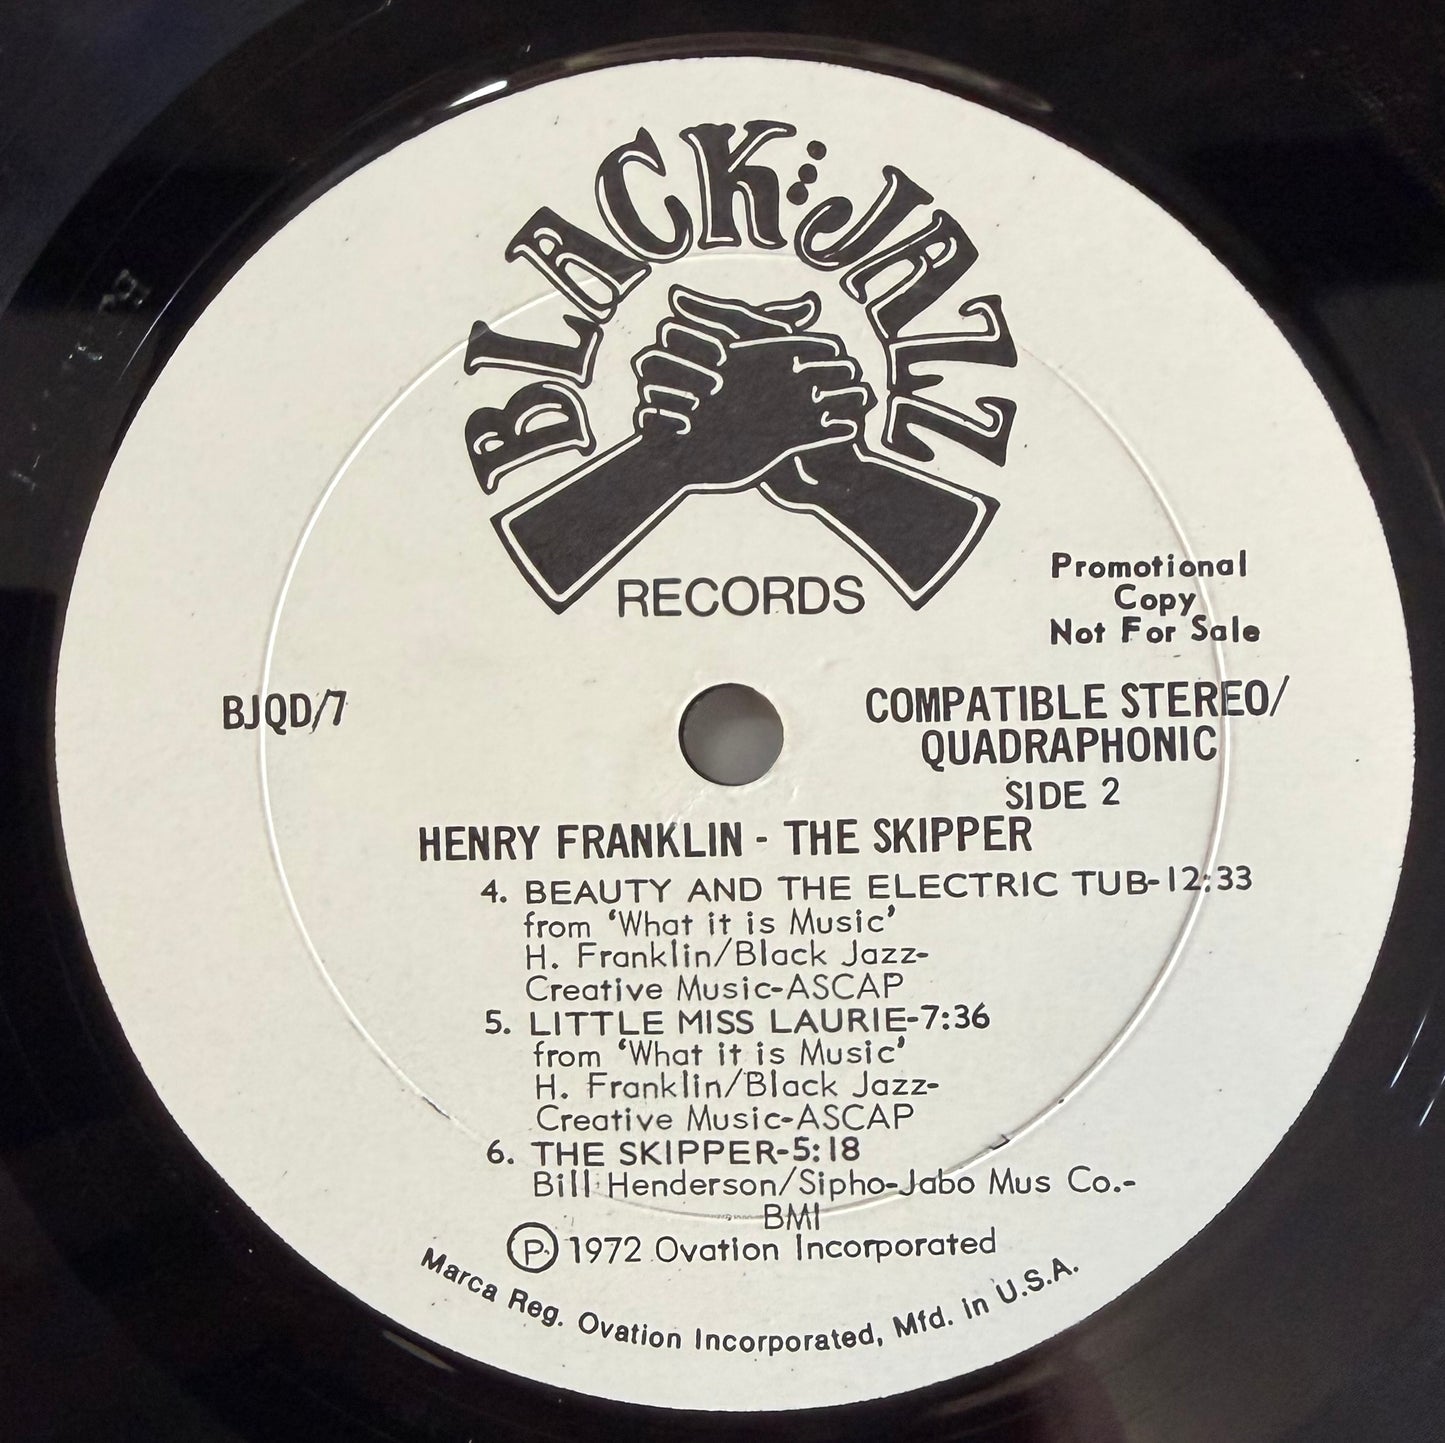 BLACK JAZZ
RECORDS
Promotional
Copy
Not For Sale
BJQD/7
COMPATIBLE STEREO/
QUADRAPHONIC
SIDE 2
HENRY FRANKLIN - THE SKIPPER
4. BEAUTY AND THE ELECTRIC TUB-12:33
from 'What it is Music'
H. Franklin/Black Jazz-
Creative Music-ASCAP
5. LITTLE MISS LAURIE-7:36
from 'What it is Music'
H. Franklin/Black Jazz-
Creative Music-ASCAP
6. THE SKIPPER-5:18
Bill Henderson/Sipho-Jabo Mus Co.-
BMI
℗ 1972 Ovation Incorporated
Marca Reg. Ovation Incorporated, Mfd. in U.S.A.